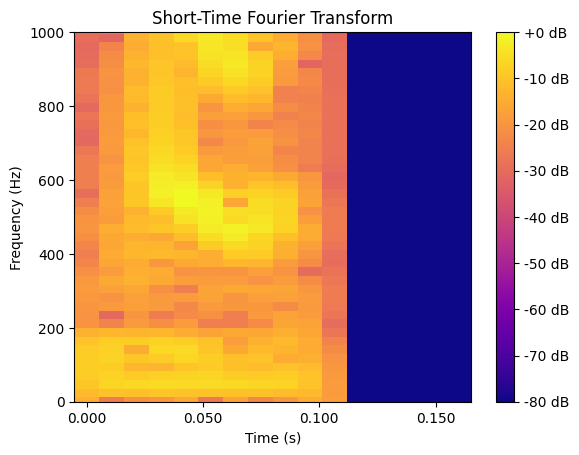 Short-Time Fourier Transform
Frequency (Hz)
1000
800
600
400
200
0
0.000
0.050
0.100
0.150
Time (s)
+0 dB
-10 dB
-20 dB
-30 dB
-40 dB
-50 dB
-60 dB
-70 dB
-80 dB